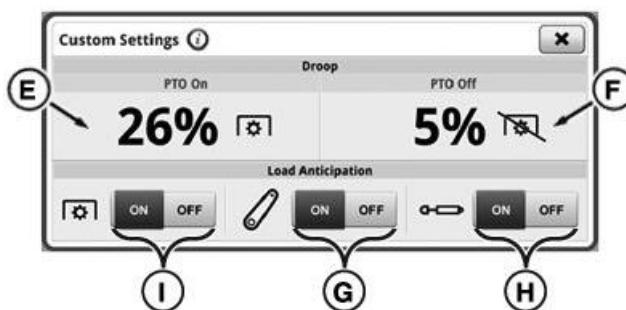 Custom Settings i
Droop
PTO On PTO Off
E 26% 5% F
Load Anticipation
ON OFF ON OFF ON OFF
I G H